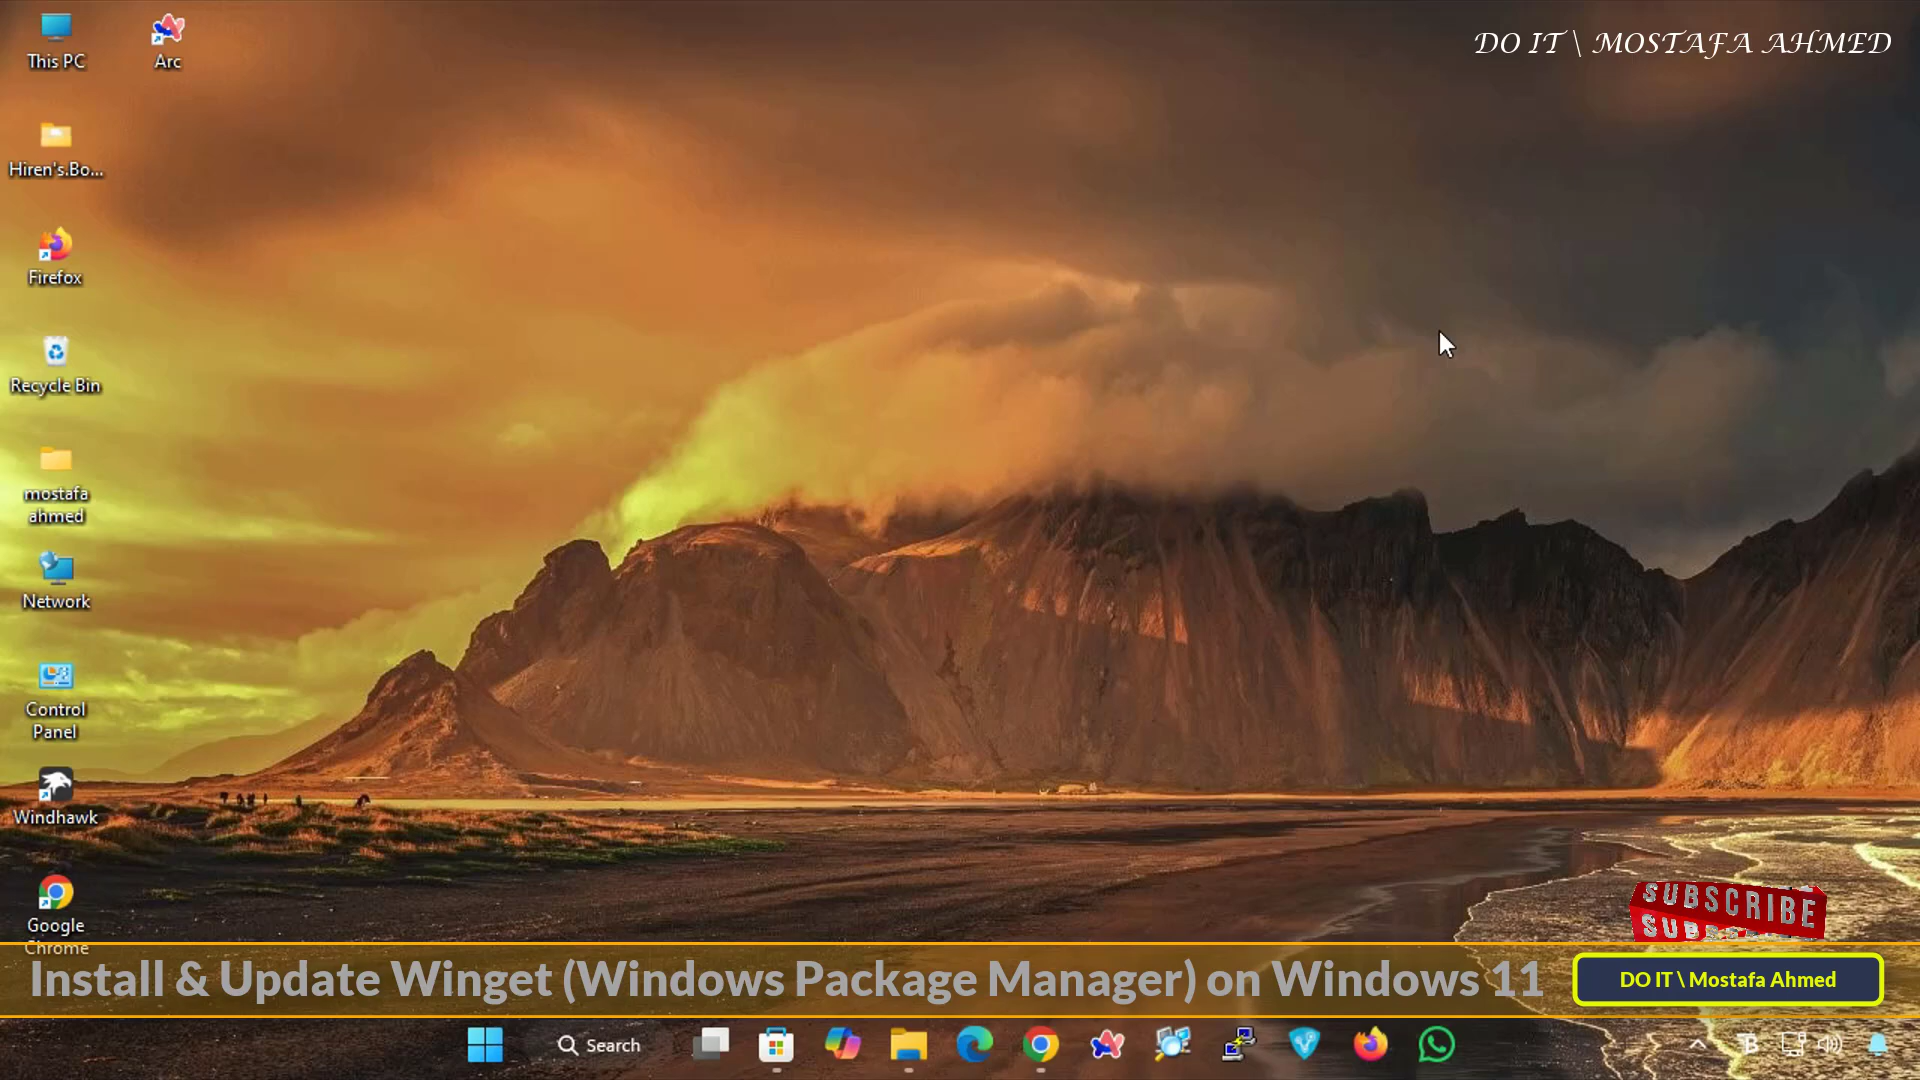 This PC
Arc
DO IT \ MOSTAFA AHMED
Hiren's.Bo...
Firefox
Recycle Bin
mostafa
ahmed
Network
Control
Panel
Windhawk
Google
Chrome
SUBSCRIBE
Install & Update Winget (Windows Package Manager) on Windows 11
DO IT \ Mostafa Ahmed
Search